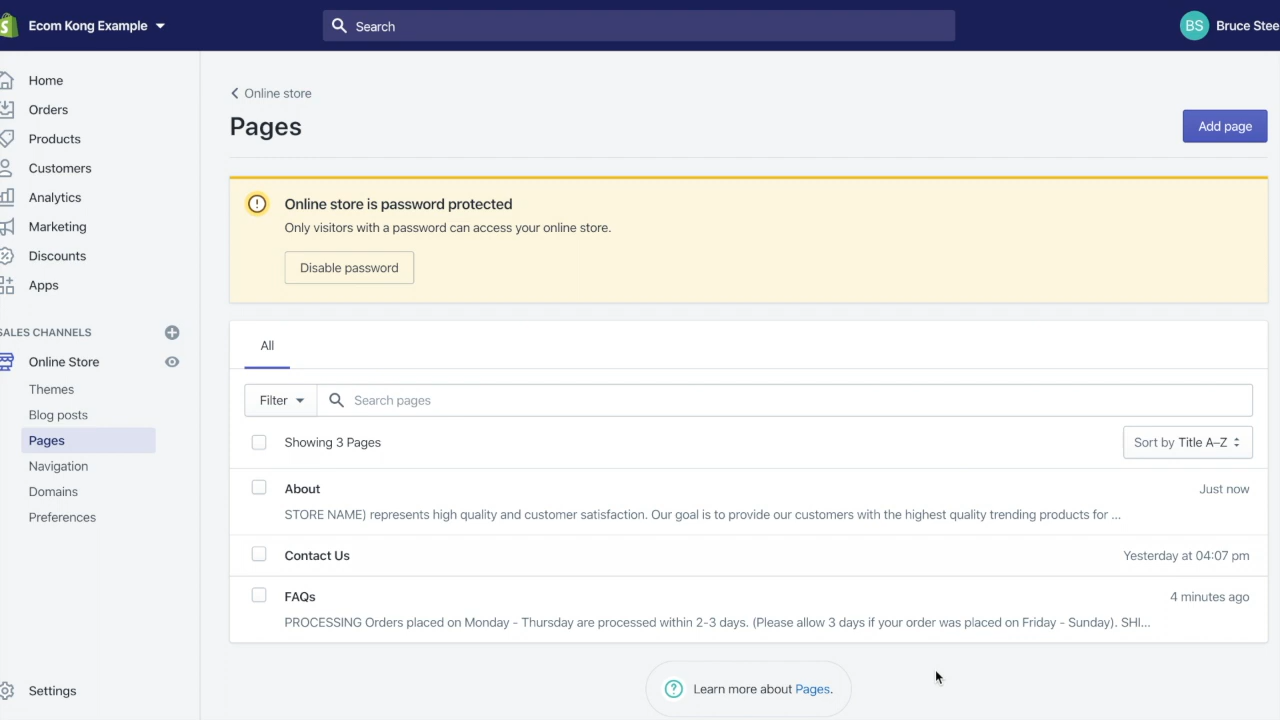 Ecom Kong Example
Search
BS Bruce Stee
Home
Orders
Products
Customers
Analytics
Marketing
Discounts
Apps
SALES CHANNELS
Online Store
Themes
Blog posts
Pages
Navigation
Domains
Preferences
Settings
Online store
Pages
Add page
Online store is password protected
Only visitors with a password can access your online store.
Disable password
All
Filter
Search pages
Showing 3 Pages
Sort by Title A–Z
About
Just now
STORE NAME) represents high quality and customer satisfaction. Our goal is to provide our customers with the highest quality trending products for ...
Contact Us
Yesterday at 04:07 pm
FAQs
4 minutes ago
PROCESSING Orders placed on Monday - Thursday are processed within 2-3 days. (Please allow 3 days if your order was placed on Friday - Sunday). SHI...
Learn more about Pages.